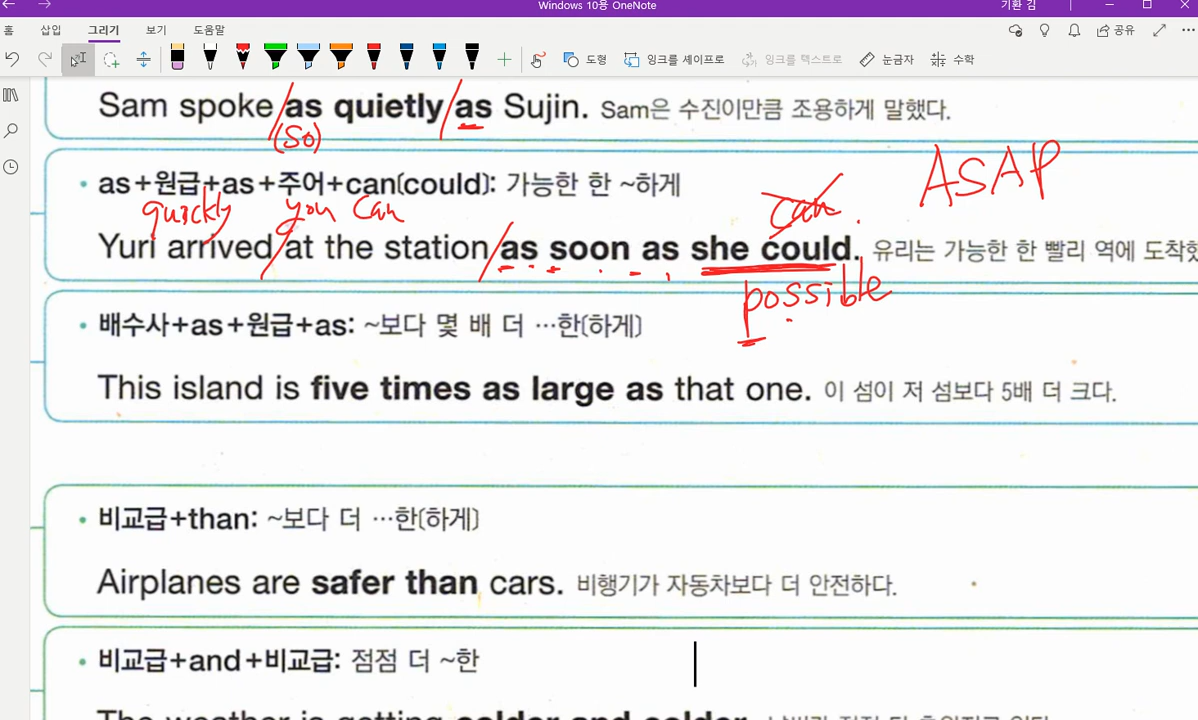 Windows 10용 OneNote
기환 김
홈 삽입 그리기 보기 도움말
공유
도형 잉크를 셰이프로 잉크를 텍스트로 눈금자 수학
Sam spoke as quietly as Sujin. Sam은 수진이만큼 조용하게 말했다.
(So)
ASAP
• as+원급+as+주어+can(could): 가능한 한 ~하게
quickly you can can
Yuri arrived at the station as soon as she could. 유리는 가능한 한 빨리 역에 도착했
possible
• 배수사+as+원급+as: ~보다 몇 배 더 …한(하게)
This island is five times as large as that one. 이 섬이 저 섬보다 5배 더 크다.
• 비교급+than: ~보다 더 …한(하게)
Airplanes are safer than cars. 비행기가 자동차보다 더 안전하다.
• 비교급+and+비교급: 점점 더 ~한
The weather is getting colder and colder.